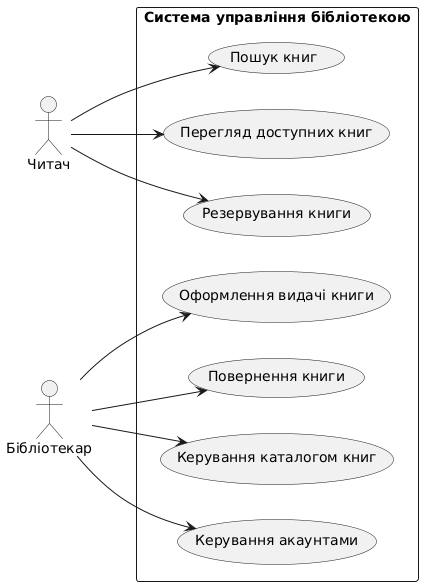 Система управління бібліотекою
Пошук книг
Перегляд доступних книг
Читач
Резервування книги
Оформлення видачі книги
Повернення книги
Бібліотекар
Керування каталогом книг
Керування акаунтами